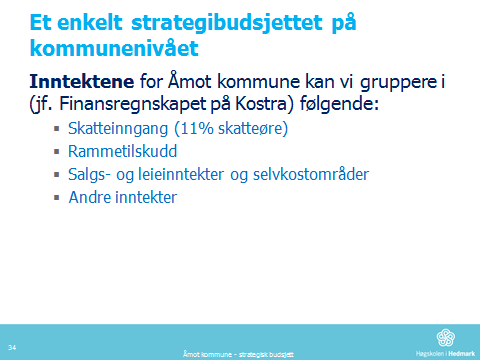 Et enkelt strategibudsjettet på
kommunenivået
Inntektene for Åmot kommune kan vi gruppere i
(jf. Finansregnskapet på Kostra) følgende:
Skatteinngang (11% skatteøre)
Rammetilskudd
Salgs- og leieinntekter og selvkostområder
Andre inntekter
34
Åmot kommune - strategisk budsjett
Høgskolen i Hedmark